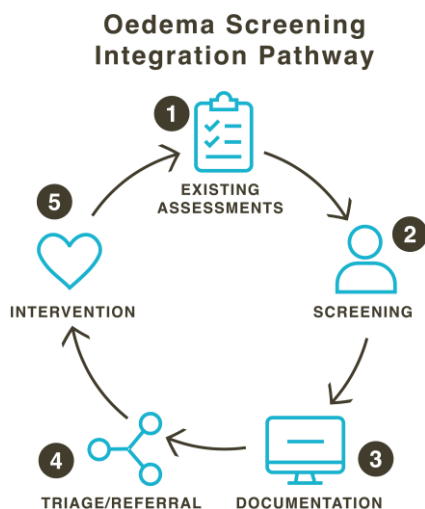 Oedema Screening
Integration Pathway
1
EXISTING
ASSESSMENTS
2
SCREENING
3
DOCUMENTATION
4
TRIAGE/REFERRAL
5
INTERVENTION